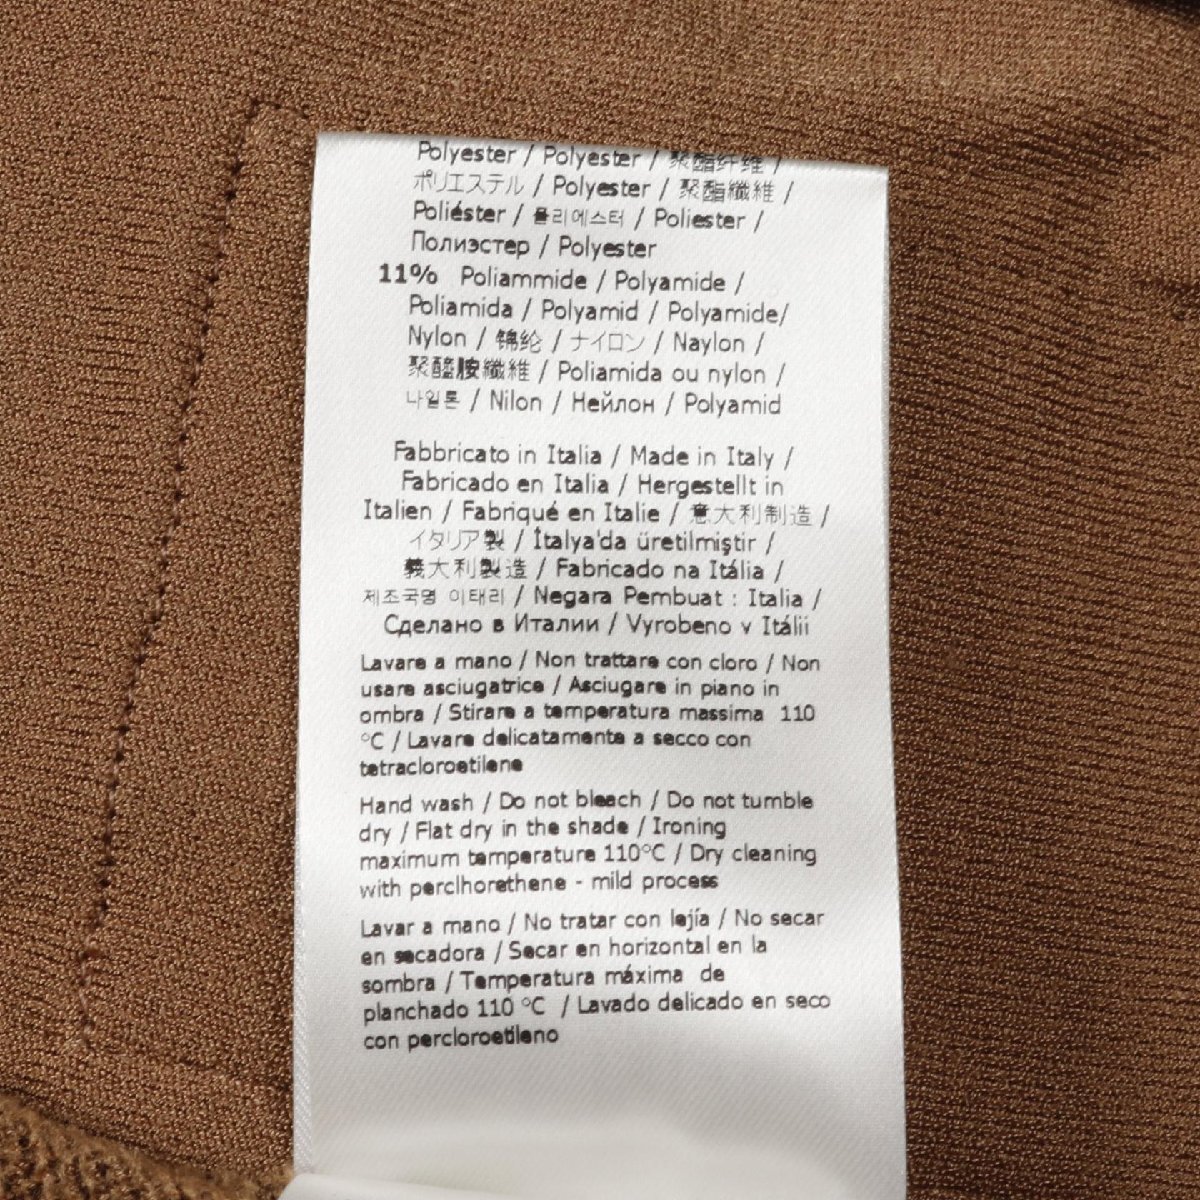 Polyester / Polyester / 聚酯纤维 /
ポリエステル / Polyester / 聚酯纖維 /
Poliéster / 폴리에스터 / Poliester /
Полиэстер / Polyester
11% Poliammide / Polyamide /
Poliamida / Polyamid / Polyamide/
Nylon / 锦纶 / ナイロン / Naylon /
聚醯胺纖維 / Poliamida ou nylon /
나일론 / Nilon / Нейлон / Polyamid
Fabbricato in Italia / Made in Italy /
Fabricado en Italia / Hergestellt in
Italien / Fabriqué en Italie / 意大利制造 /
イタリア製 / İtalya'da üretilmiştir /
義大利製造 / Fabricado na Itália /
제조국명 이태리 / Negara Pembuat : Italia /
Сделано в Италии / Vyrobeno v Itálii
Lavare a mano / Non trattare con cloro / Non
usare asciugatrice / Asciugare in piano in
ombra / Stirare a temperatura massima 110
°C / Lavare delicatamente a secco con
tetracloroetilene
Hand wash / Do not bleach / Do not tumble
dry / Flat dry in the shade / Ironing
maximum temperature 110°C / Dry cleaning
with perclhorethene - mild process
Lavar a mano / No tratar con lejía / No secar
en secadora / Secar en horizontal en la
sombra / Temperatura máxima de
planchado 110 °C / Lavado delicado en seco
con percloroetileno